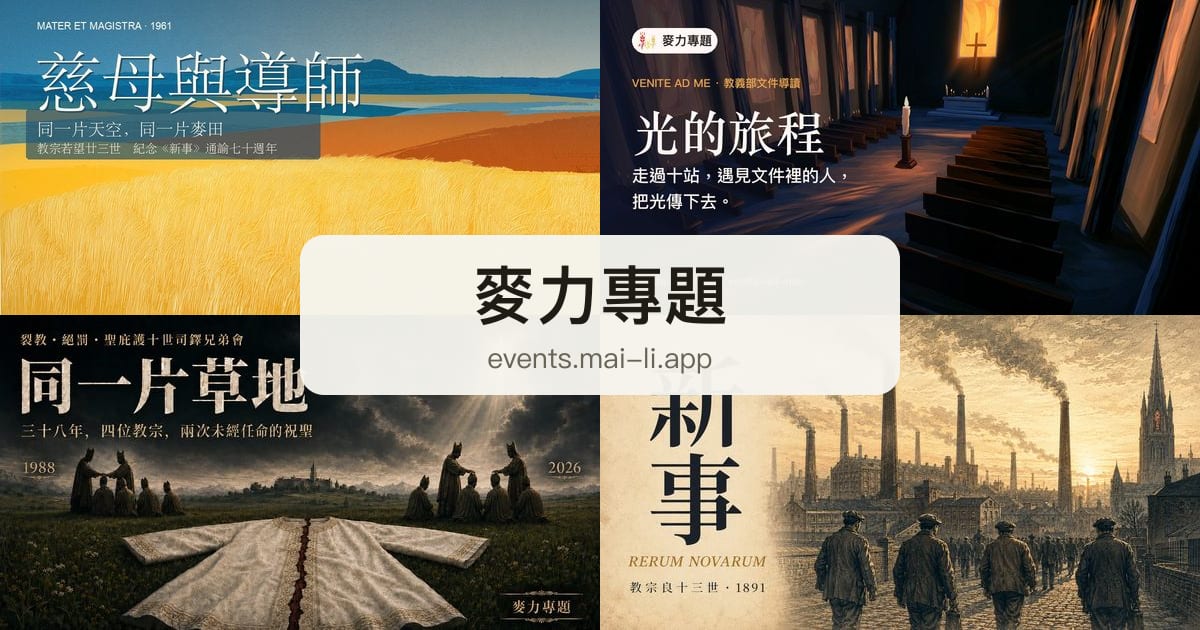 MATER ET MAGISTRA · 1961
慈母與導師
同一片天空，同一片麥田
教宗若望廿三世　紀念《新事》通諭七十週年
麥力專題
VENITE AD ME · 教義部文件導讀
光的旅程
走過十站，遇見文件裡的人，
把光傳下去。
麥力專題
events.mai-li.app
裂教・絕罰・聖庇護十世司鐸兄弟會
同一片草地
三十八年，四位教宗，兩次未經任命的祝聖
1988
2026
麥力專題
新事
RERUM NOVARUM
教宗良十三世・1891